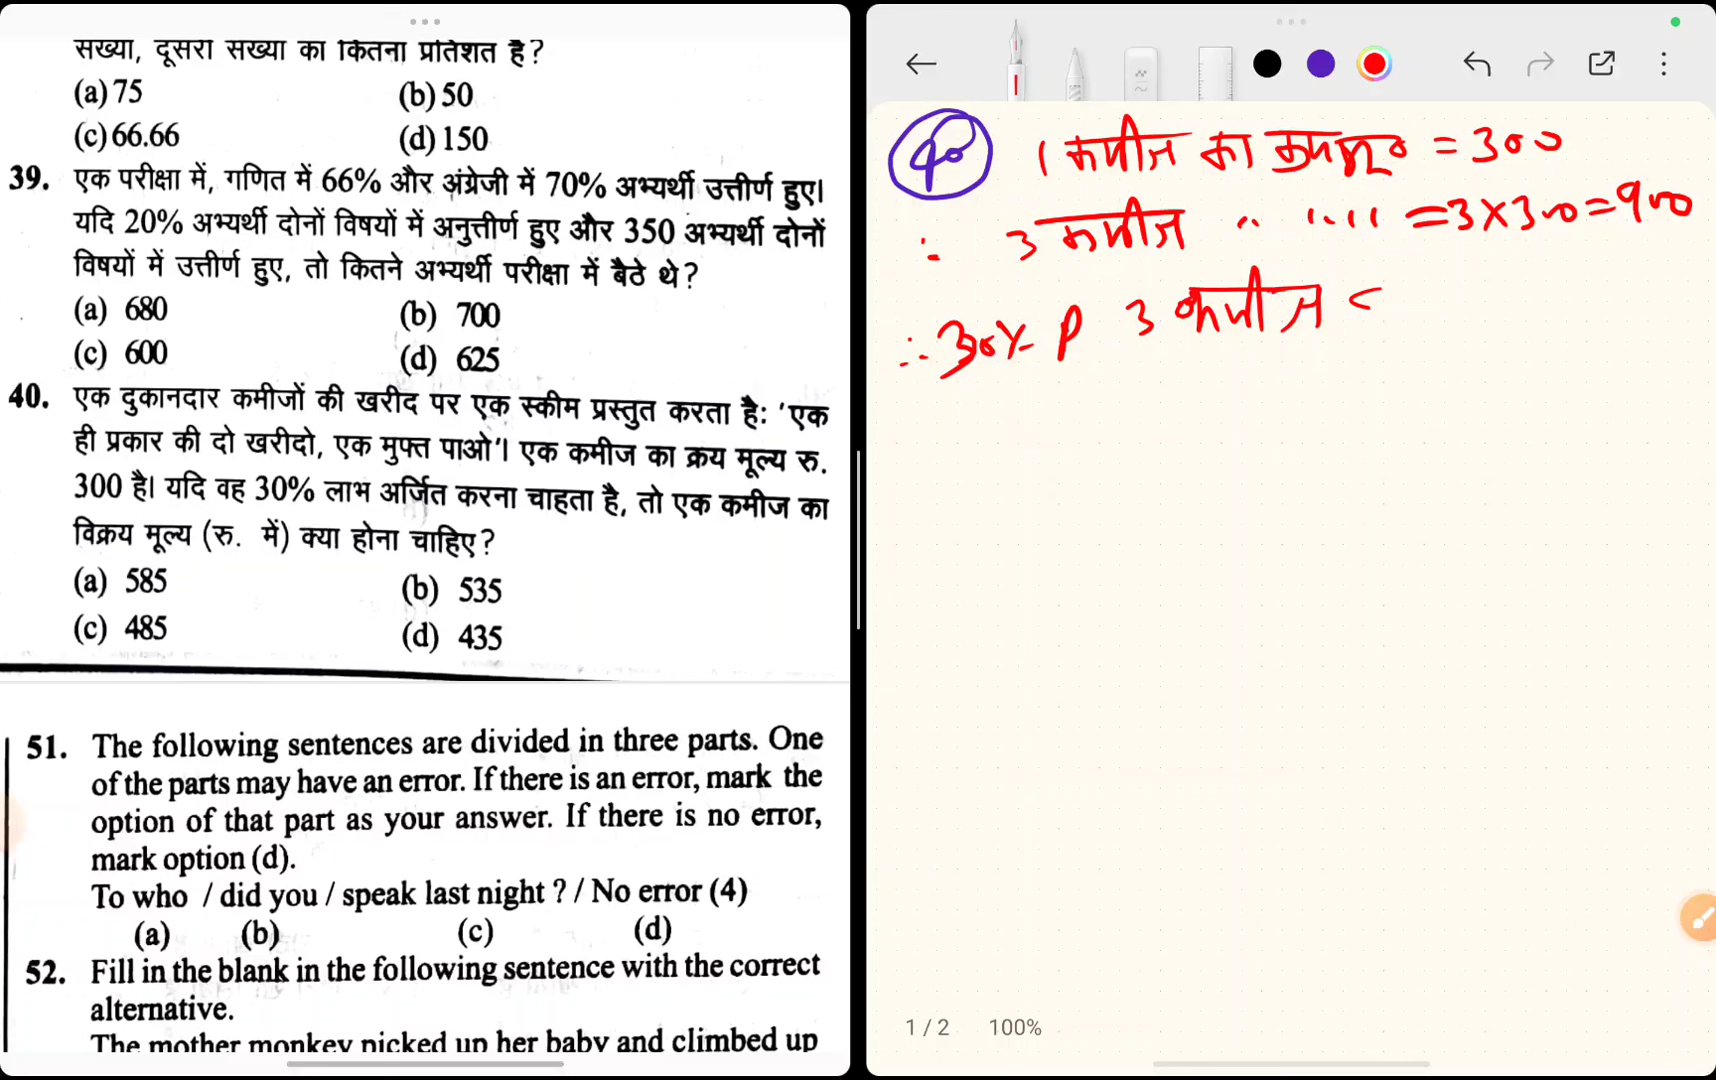 संख्या, दूसरी संख्या का कितना प्रतिशत है?
(a) 75 (b) 50
(c) 66.66 (d) 150
39. एक परीक्षा में, गणित में 66% और अंग्रेजी में 70% अभ्यर्थी उत्तीर्ण हुए।
यदि 20% अभ्यर्थी दोनों विषयों में अनुत्तीर्ण हुए और 350 अभ्यर्थी दोनों
विषयों में उत्तीर्ण हुए, तो कितने अभ्यर्थी परीक्षा में बैठे थे?
(a) 680 (b) 700
(c) 600 (d) 625
40. एक दुकानदार कमीजों की खरीद पर एक स्कीम प्रस्तुत करता है: 'एक
ही प्रकार की दो खरीदो, एक मुफ्त पाओ'। एक कमीज का क्रय मूल्य रु.
300 है। यदि वह 30% लाभ अर्जित करना चाहता है, तो एक कमीज का
विक्रय मूल्य (रु. में) क्या होना चाहिए?
(a) 585 (b) 535
(c) 485 (d) 435
51. The following sentences are divided in three parts. One
of the parts may have an error. If there is an error, mark the
option of that part as your answer. If there is no error,
mark option (d).
To who / did you / speak last night ? / No error (4)
(a) (b) (c) (d)
52. Fill in the blank in the following sentence with the correct
alternative.
The mother monkey picked up her baby and climbed up
40
1 कमीज का = 300
∴ 3 कमीज " " " " = 3 × 300 = 900
∴ 30% P 3 कमीज
1 / 2 100%